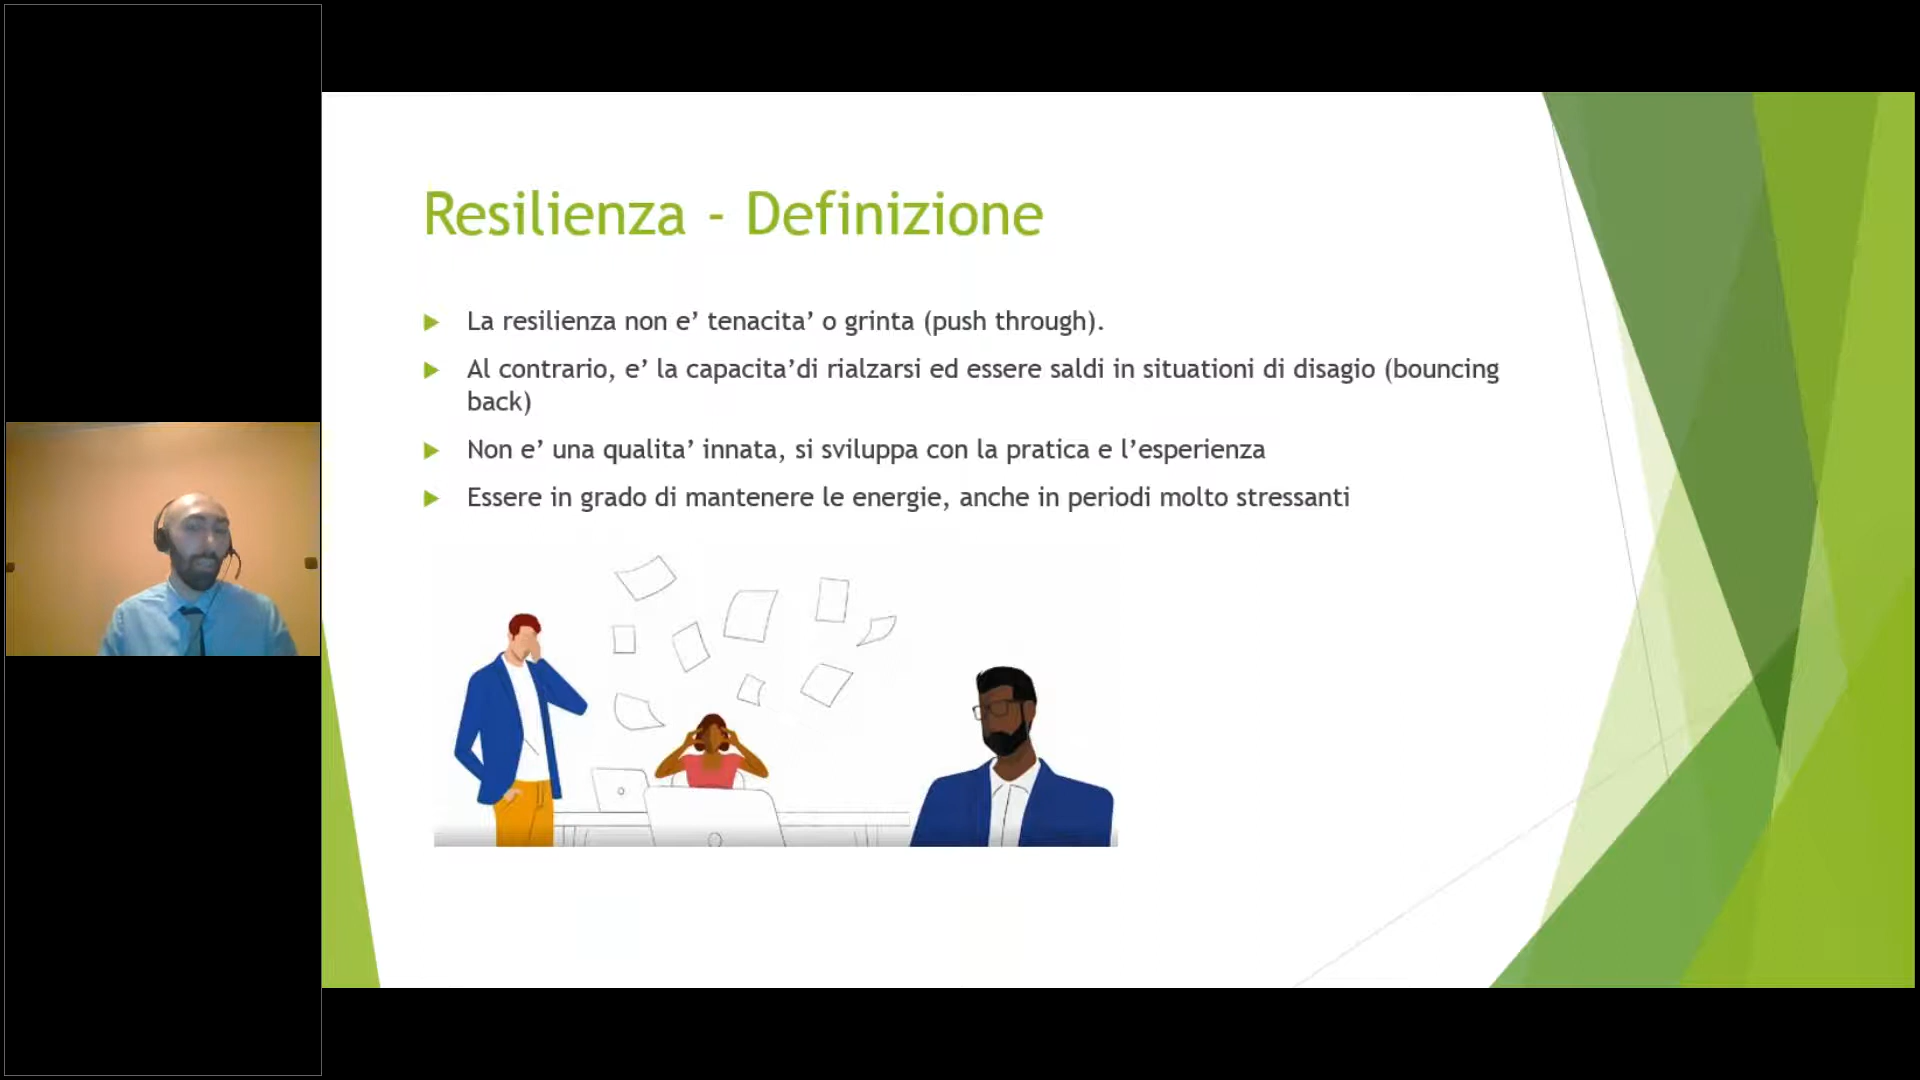 Resilienza - Definizione
La resilienza non e’ tenacita’ o grinta (push through).
Al contrario, e’ la capacita’di rialzarsi ed essere saldi in situationi di disagio (bouncing
back)
Non e’ una qualita’ innata, si sviluppa con la pratica e l’esperienza
Essere in grado di mantenere le energie, anche in periodi molto stressanti